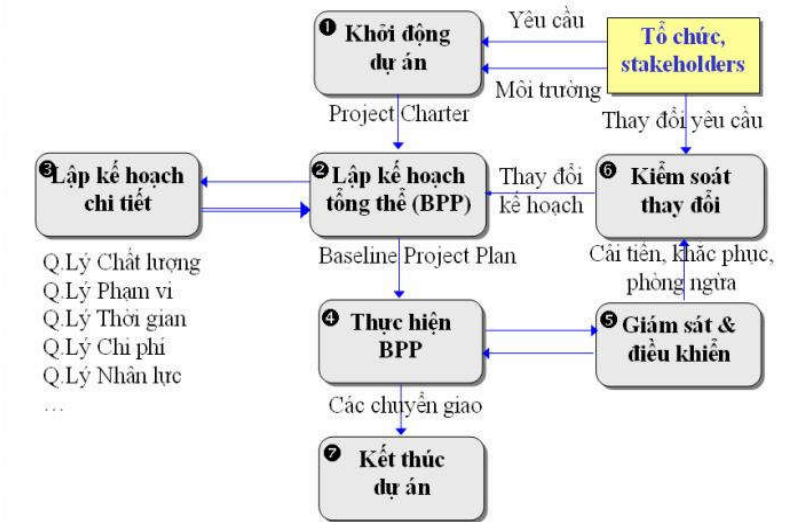 ❶ Khởi động
dự án
Yêu cầu
Môi trường
Tổ chức,
stakeholders
Project Charter
Thay đổi yêu cầu
❸ Lập kế hoạch
chi tiết
❷ Lập kế hoạch
tổng thể (BPP)
Thay đổi
kế hoạch
❻ Kiểm soát
thay đổi
Q.Lý Chất lượng
Q.Lý Phạm vi
Q.Lý Thời gian
Q.Lý Chi phí
Q.Lý Nhân lực
…
Baseline Project Plan
Cải tiên, khăc phục,
phòng ngừa
❹ Thực hiện
BPP
❺ Giám sát &
điều khiển
Các chuyển giao
❼ Kết thúc
dự án